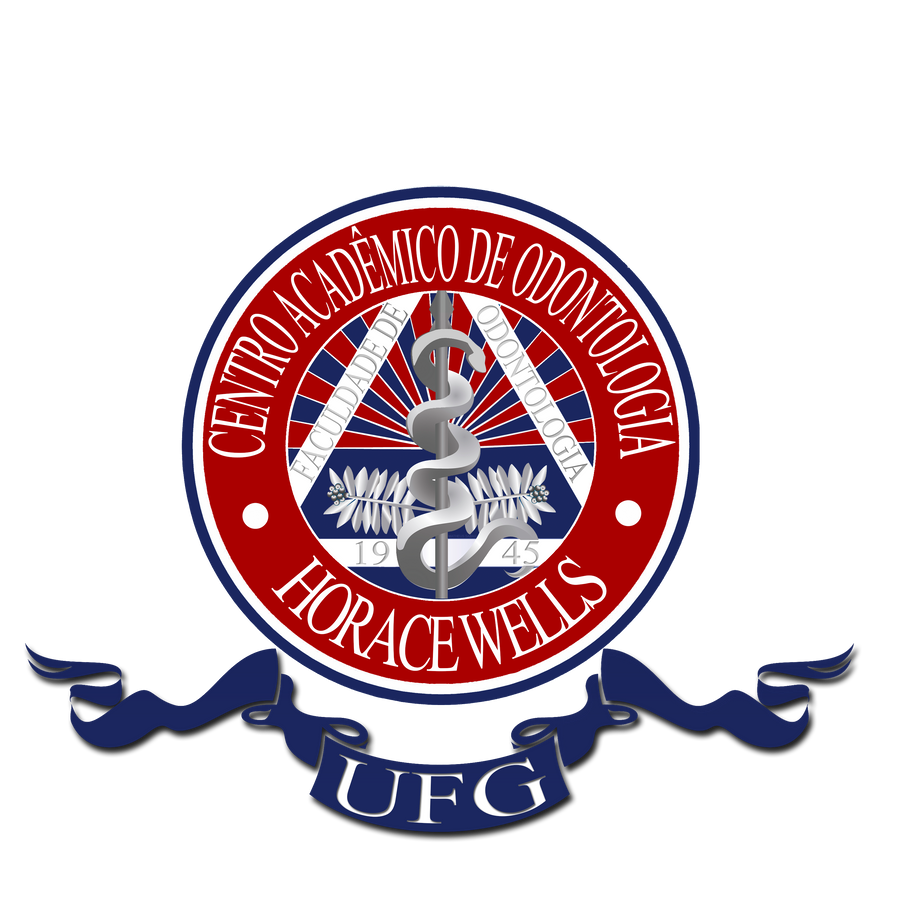 CENTRO ACADÊMICO DE ODONTOLOGIA
FACULDADE DE
ODONTOLOGIA
19 45
HORACE WELLS
UFG